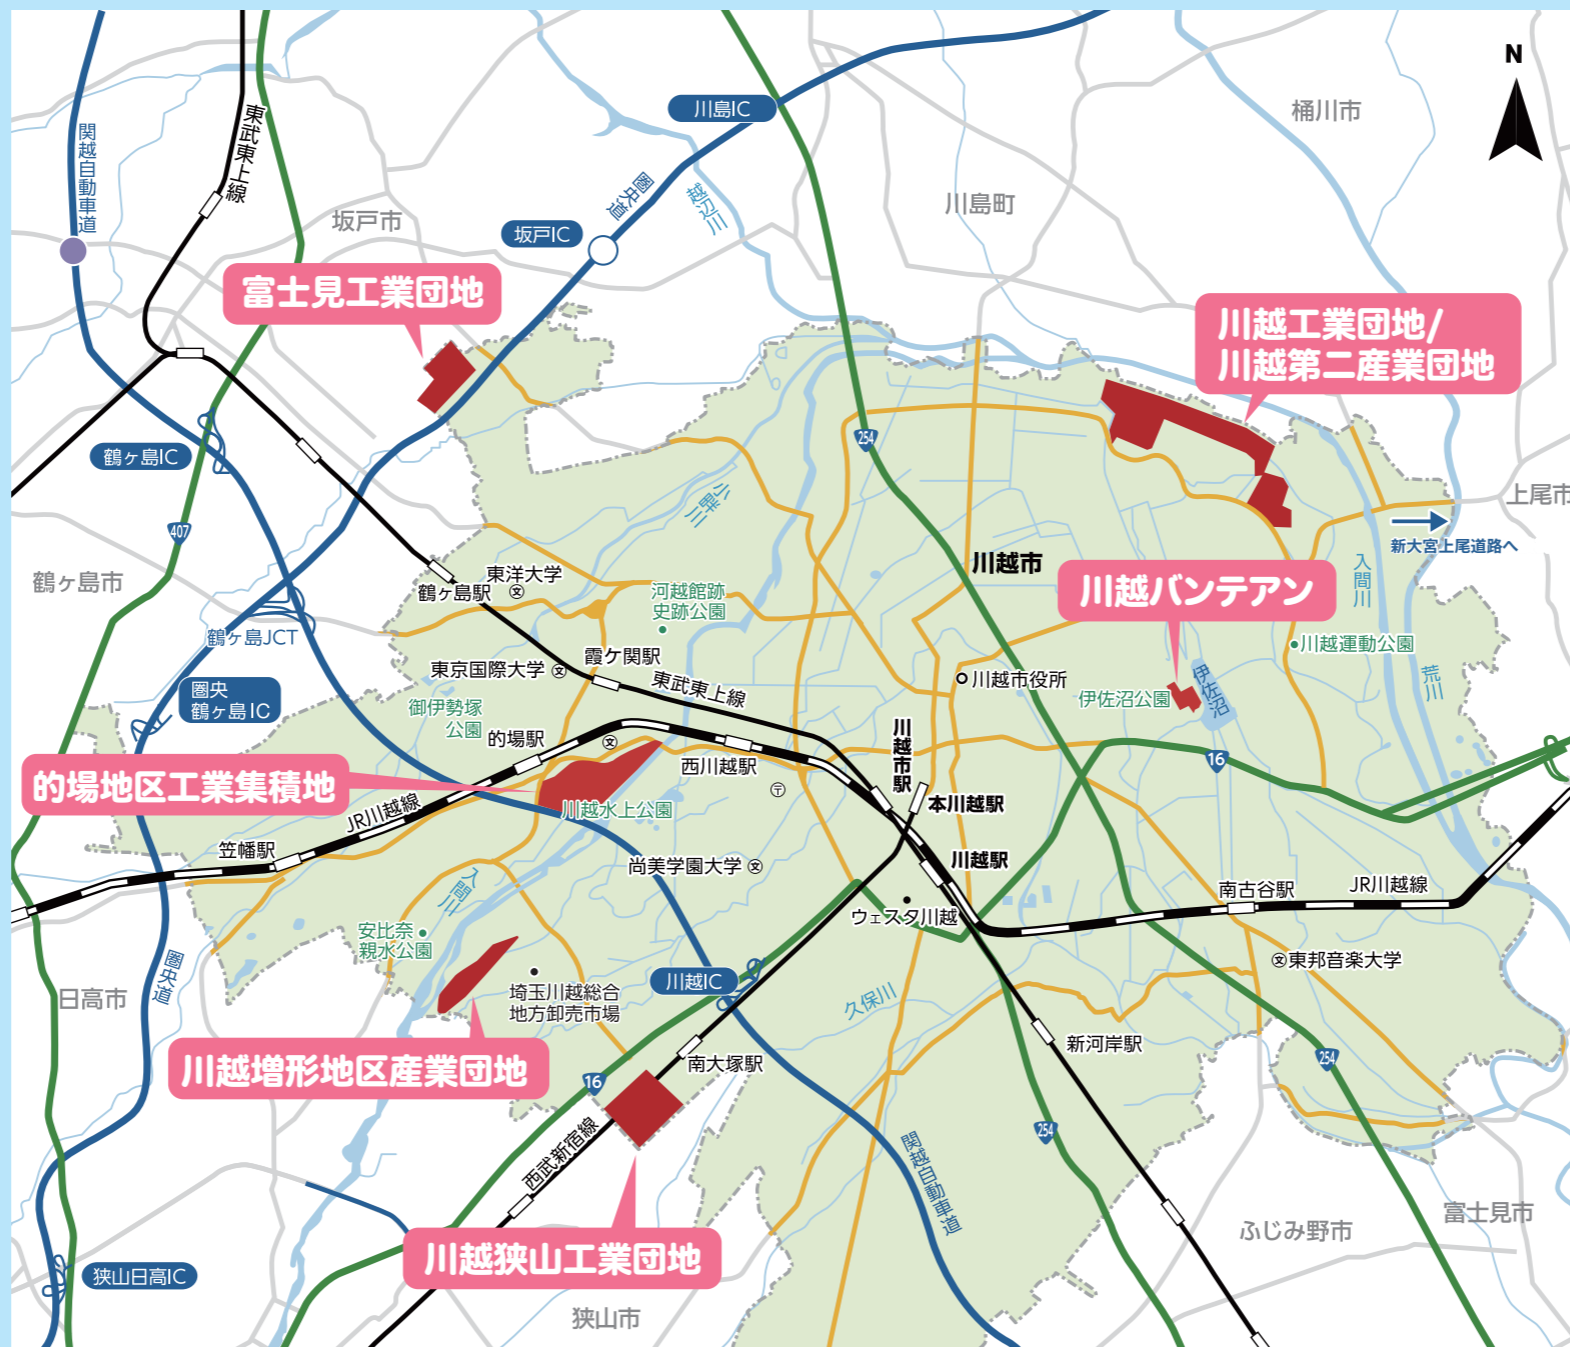 N
桶川市
川島IC
関越自動車道
東武東上線
圏央道
越辺川
川島町
坂戸市
坂戸IC
富士見工業団地
川越工業団地/
川越第二産業団地
鶴ヶ島IC
254
小畔川
上尾市
新大宮上尾道路へ
407
川越市
入間川
鶴ヶ島市
東洋大学
文
鶴ヶ島駅
河越館跡
史跡公園
川越バンテアン
鶴ヶ島JCT
川越運動公園
東京国際大学
文
霞ケ関駅
東武東上線
川越市役所
伊佐沼公園
伊佐沼
荒川
圏央
鶴ヶ島IC
御伊勢塚
公園
的場駅
文
川越市駅
西川越駅
〒
16
的場地区工業集積地
JR川越線
川越水上公園
本川越駅
笠幡駅
尚美学園大学
文
川越駅
入間川
ウェスタ川越
南古谷駅
JR川越線
安比奈
親水公園
圏央道
日高市
埼玉川越総合
地方卸売市場
川越IC
久保川
文
東邦音楽大学
新河岸駅
川越増形地区産業団地
南大塚駅
16
254
254
西武新宿線
関越自動車道
川越狭山工業団地
狭山日高IC
狭山市
ふじみ野市
富士見市